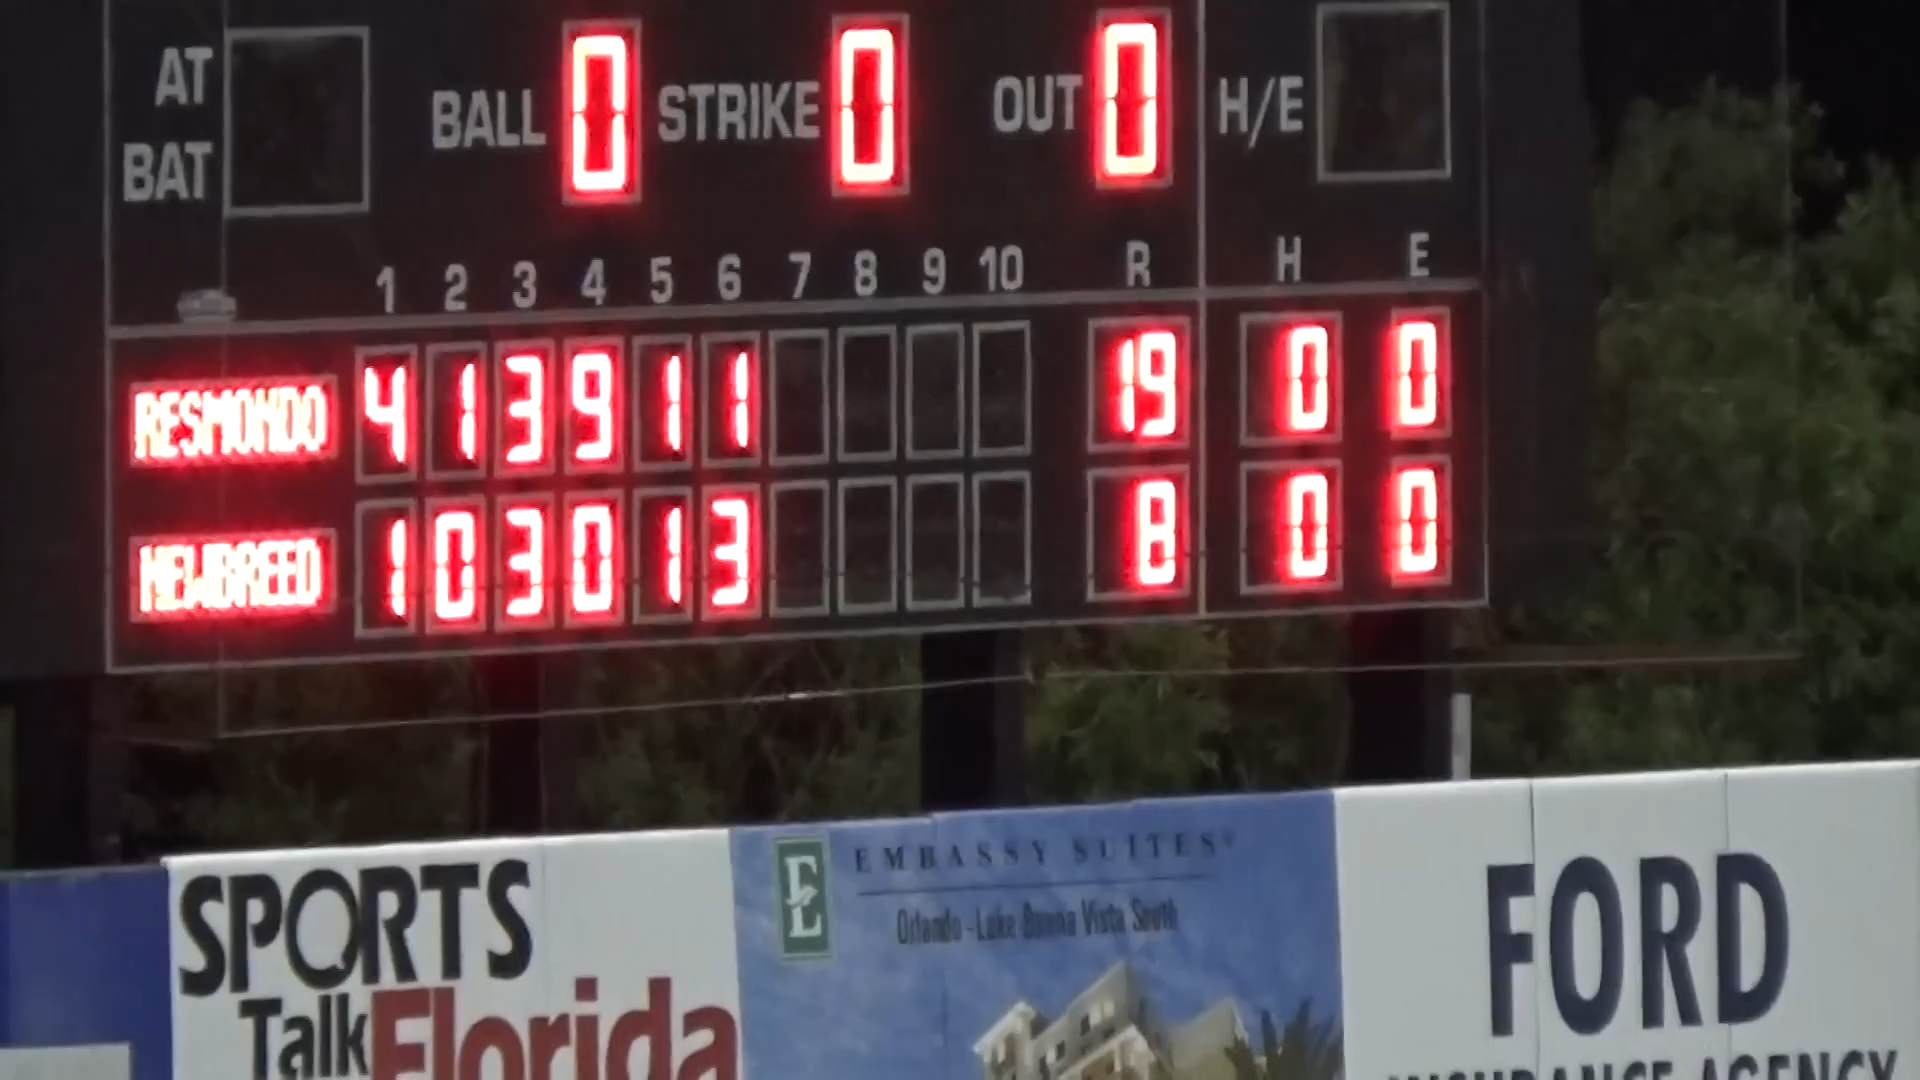 AT BAT BALL 0 STRIKE 0 OUT 0 H/E
1 2 3 4 5 6 7 8 9 10 R H E
RESMONDO 4 1 3 9 1 1 19 0 0
NEWBREED 1 0 3 0 1 3 8 0 0
SPORTS
Talk Florida
EMBASSY SUITES®
Orlando-Lake Buena Vista South
FORD
INSURANCE AGENCY